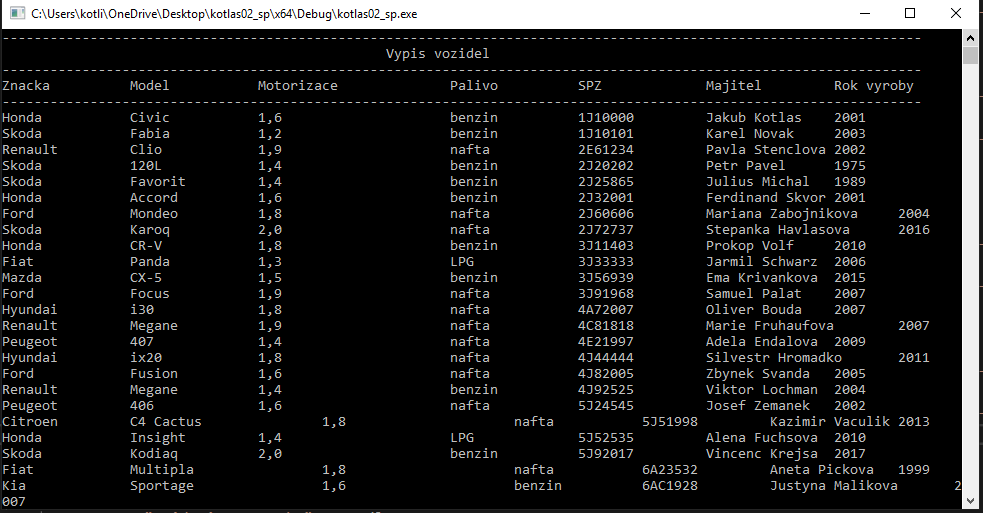 C:\Users\kotli\OneDrive\Desktop\kotlas02_sp\x64\Debug\kotlas02_sp.exe
-------------------------------------------------------------------------------------------------------------------
Vypis vozidel
-------------------------------------------------------------------------------------------------------------------
Znacka Model Motorizace Palivo SPZ Majitel Rok vyroby
-------------------------------------------------------------------------------------------------------------------
Honda Civic 1,6 benzin 1J10000 Jakub Kotlas 2001
Skoda Fabia 1,2 benzin 1J10101 Karel Novak 2003
Renault Clio 1,9 nafta 2E61234 Pavla Stenclova 2002
Skoda 120L 1,4 benzin 2J20202 Petr Pavel 1975
Skoda Favorit 1,4 benzin 2J25865 Julius Michal 1989
Honda Accord 1,6 benzin 2J32001 Ferdinand Skvor 2001
Ford Mondeo 1,8 nafta 2J60606 Mariana Zabojnikova 2004
Skoda Karoq 2,0 nafta 2J72737 Stepanka Havlasova 2016
Honda CR-V 1,8 benzin 3J11403 Prokop Volf 2010
Fiat Panda 1,3 LPG 3J33333 Jarmil Schwarz 2006
Mazda CX-5 1,5 benzin 3J56939 Ema Krivankova 2015
Ford Focus 1,9 nafta 3J91968 Samuel Palat 2007
Hyundai i30 1,8 nafta 4A72007 Oliver Bouda 2007
Renault Megane 1,9 nafta 4C81818 Marie Fruhaufova 2007
Peugeot 407 1,4 nafta 4E21997 Adela Endalova 2009
Hyundai ix20 1,8 nafta 4J44444 Silvestr Hromadko 2011
Ford Fusion 1,6 nafta 4J82005 Zbynek Svanda 2005
Renault Megane 1,4 benzin 4J92525 Viktor Lochman 2004
Peugeot 406 1,6 nafta 5J24545 Josef Zemanek 2002
Citroen C4 Cactus 1,8 nafta 5J51998 Kazimir Vaculik 2013
Honda Insight 1,4 LPG 5J52535 Alena Fuchsova 2010
Skoda Kodiaq 2,0 benzin 5J92017 Vincenc Krejsa 2017
Fiat Multipla 1,8 nafta 6A23532 Aneta Pickova 1999
Kia Sportage 1,6 benzin 6AC1928 Justyna Malikova 2
007